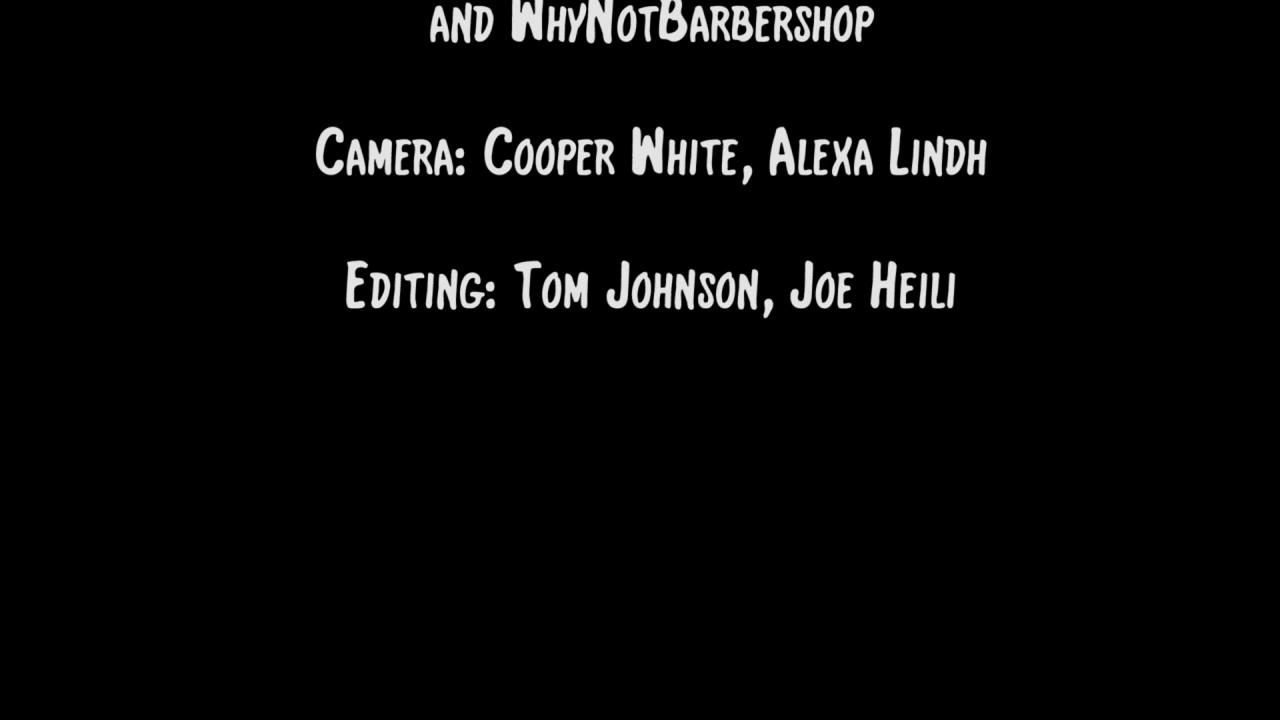 and WhyNotBarbershop
Camera: Cooper White, Alexa Lindh
Editing: Tom Johnson, Joe Heili